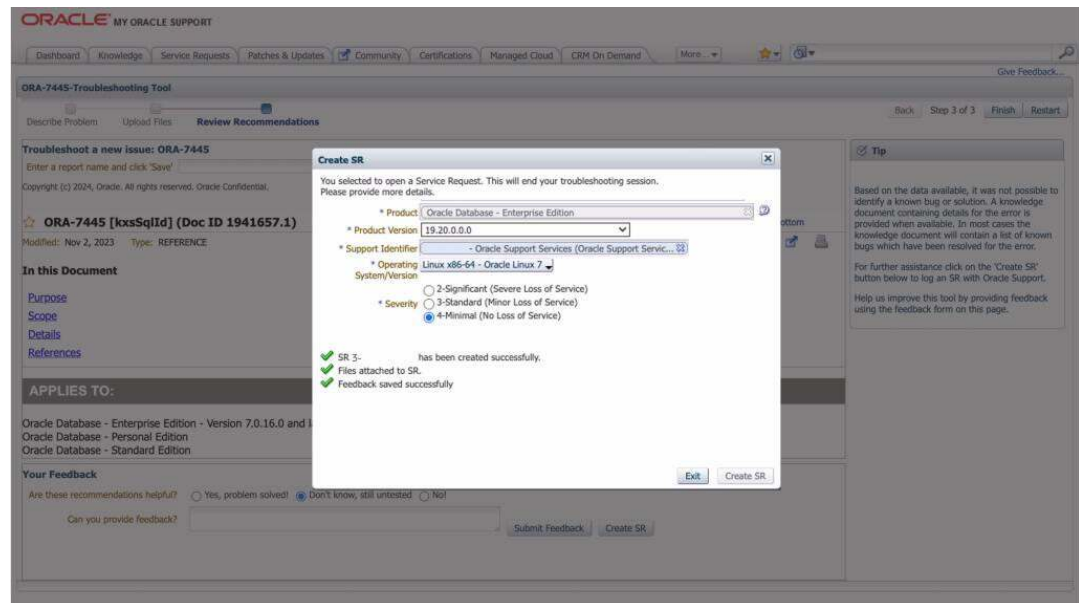 ORACLE MY ORACLE SUPPORT
Dashboard Knowledge Service Requests Patches & Updates Community Certifications Managed Cloud CRM On Demand More...
Give Feedback...
ORA-7445-Troubleshooting Tool
Describe Problem Upload Files Review Recommendations
Back Step 3 of 3 Finish Restart
Troubleshoot a new issue: ORA-7445
Enter a report name and click 'Save'
Copyright (c) 2024, Oracle. All rights reserved. Oracle Confidential.
ORA-7445 [kxsSqlId] (Doc ID 1941657.1)
ottom
Modified: Nov 2, 2023 Type: REFERENCE
In this Document
Purpose
Scope
Details
References
APPLIES TO:
Oracle Database - Enterprise Edition - Version 7.0.16.0 and l
Oracle Database - Personal Edition
Oracle Database - Standard Edition
Your Feedback
Are these recommendations helpful? Yes, problem solved! Don't know, still untested No!
Can you provide feedback?
Submit Feedback Create SR
Create SR
You selected to open a Service Request. This will end your troubleshooting session.
Please provide more details.
* Product Oracle Database - Enterprise Edition
* Product Version 19.20.0.0.0
* Support Identifier - Oracle Support Services (Oracle Support Servic...
* Operating System/Version Linux x86-64 - Oracle Linux 7
* Severity
2-Significant (Severe Loss of Service)
3-Standard (Minor Loss of Service)
4-Minimal (No Loss of Service)
SR 3- has been created successfully.
Files attached to SR.
Feedback saved successfully
Exit Create SR
Tip
Based on the data available, it was not possible to
identify a known bug or solution. A knowledge
document containing details for the error is
provided when available. In most cases the
knowledge document will contain a list of known
bugs which have been resolved for the error.
For further assistance click on the 'Create SR'
button below to log an SR with Oracle Support.
Help us improve this tool by providing feedback
using the feedback form on this page.